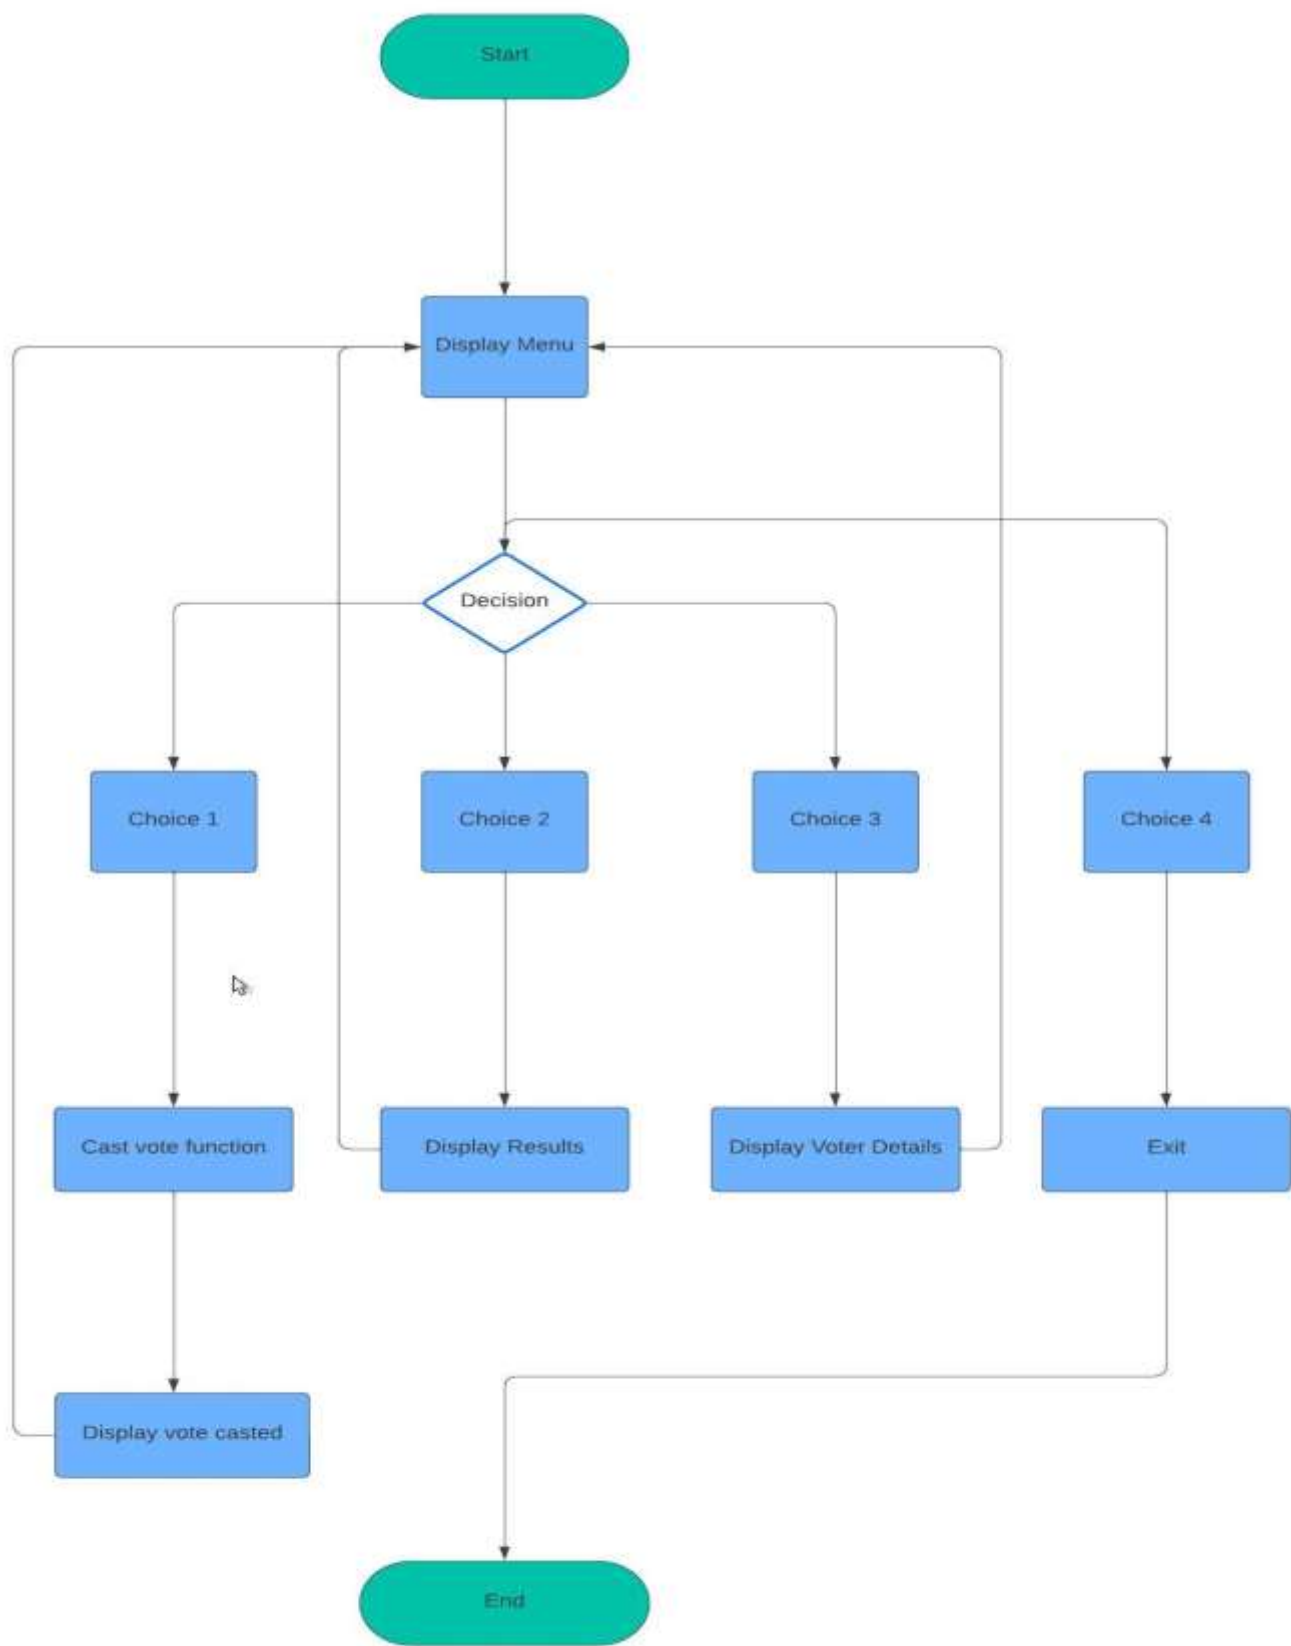 Start
Display Menu
Decision
Choice 1
Choice 2
Choice 3
Choice 4
Cast vote function
Display Results
Display Voter Details
Exit
Display vote casted
End